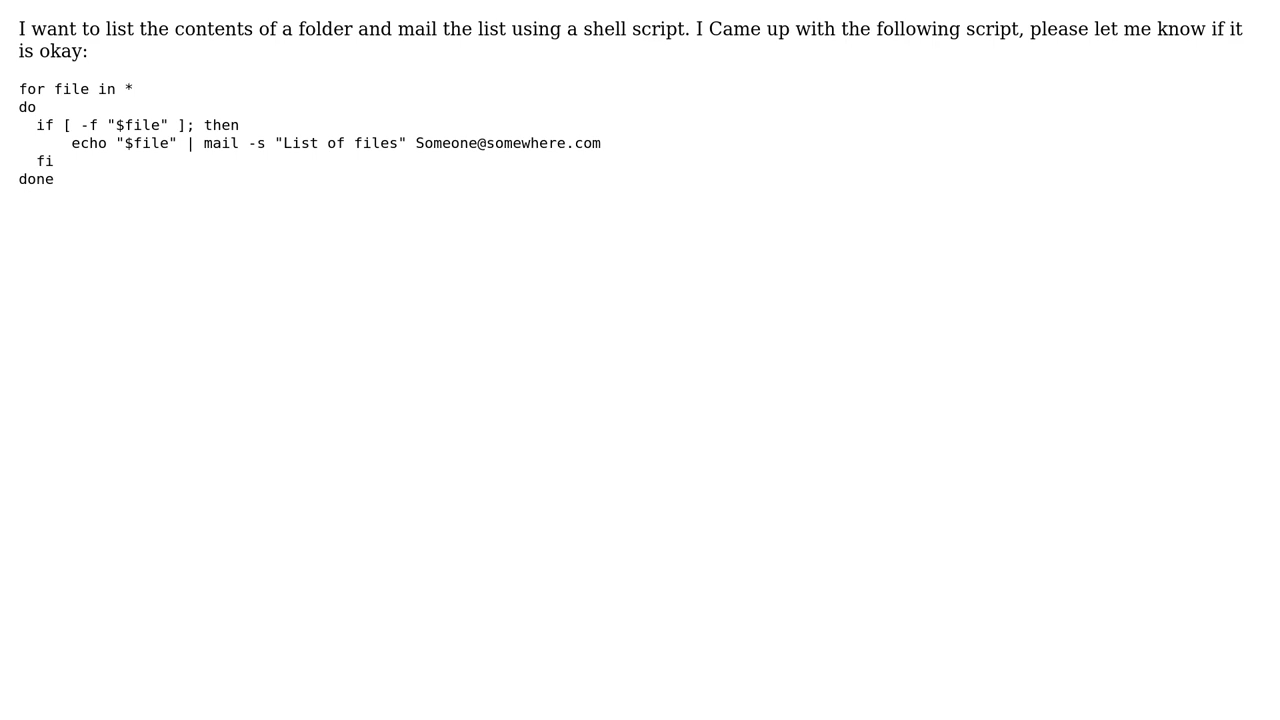 I want to list the contents of a folder and mail the list using a shell script. I Came up with the following script, please let me know if it
is okay:
for file in *
do
  if [ -f "$file" ]; then
      echo "$file" | mail -s "List of files" Someone@somewhere.com
  fi
done